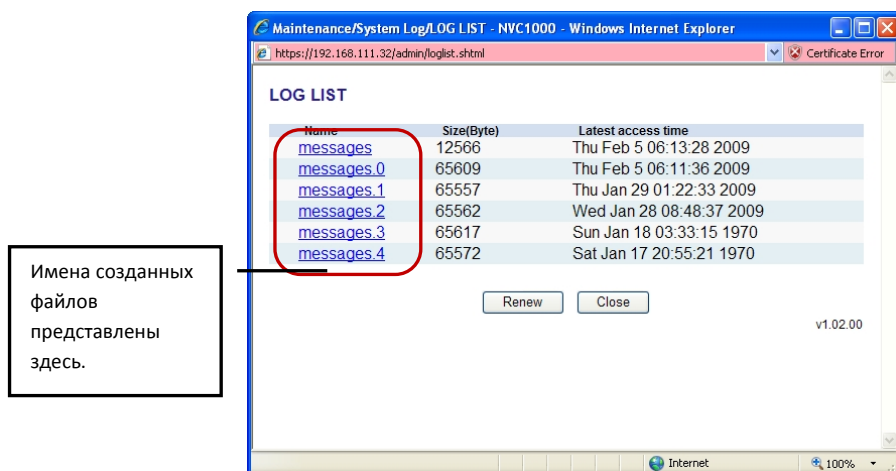 Maintenance/System Log/LOG LIST - NVC1000 - Windows Internet Explorer
https://192.168.111.32/admin/loglist.shtml Certificate Error
LOG LIST
Name Size(Byte) Latest access time
messages 12566 Thu Feb 5 06:13:28 2009
messages.0 65609 Thu Feb 5 06:11:36 2009
messages.1 65557 Thu Jan 29 01:22:33 2009
messages.2 65562 Wed Jan 28 08:48:37 2009
messages.3 65617 Sun Jan 18 03:33:15 1970
messages.4 65572 Sat Jan 17 20:55:21 1970
Renew Close
v1.02.00
Internet 100%
Имена созданных
файлов
представлены
здесь.